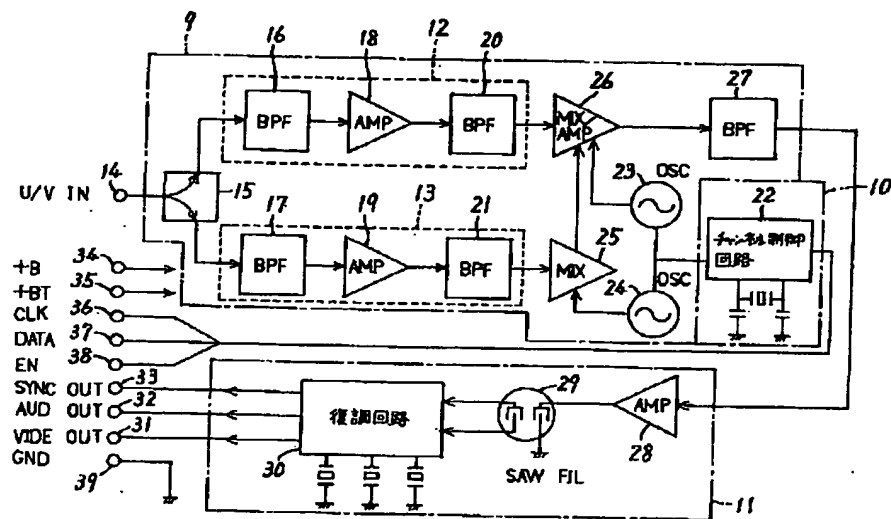 9
16
18
12
20
26
27
BPF
AMP
BPF
MIX
AMP
BPF
U/V IN
14
15
23
OSC
10
22
チャンネル制御
回路
17
19
13
21
25
BPF
AMP
BPF
MIX
24
OSC
+B
34
+BT
35
CLK
36
DATA
37
EN
38
SYNC OUT
33
AUD OUT
32
VIDE OUT
31
GND
39
復調回路
30
29
SAW FIL
AMP
28
11